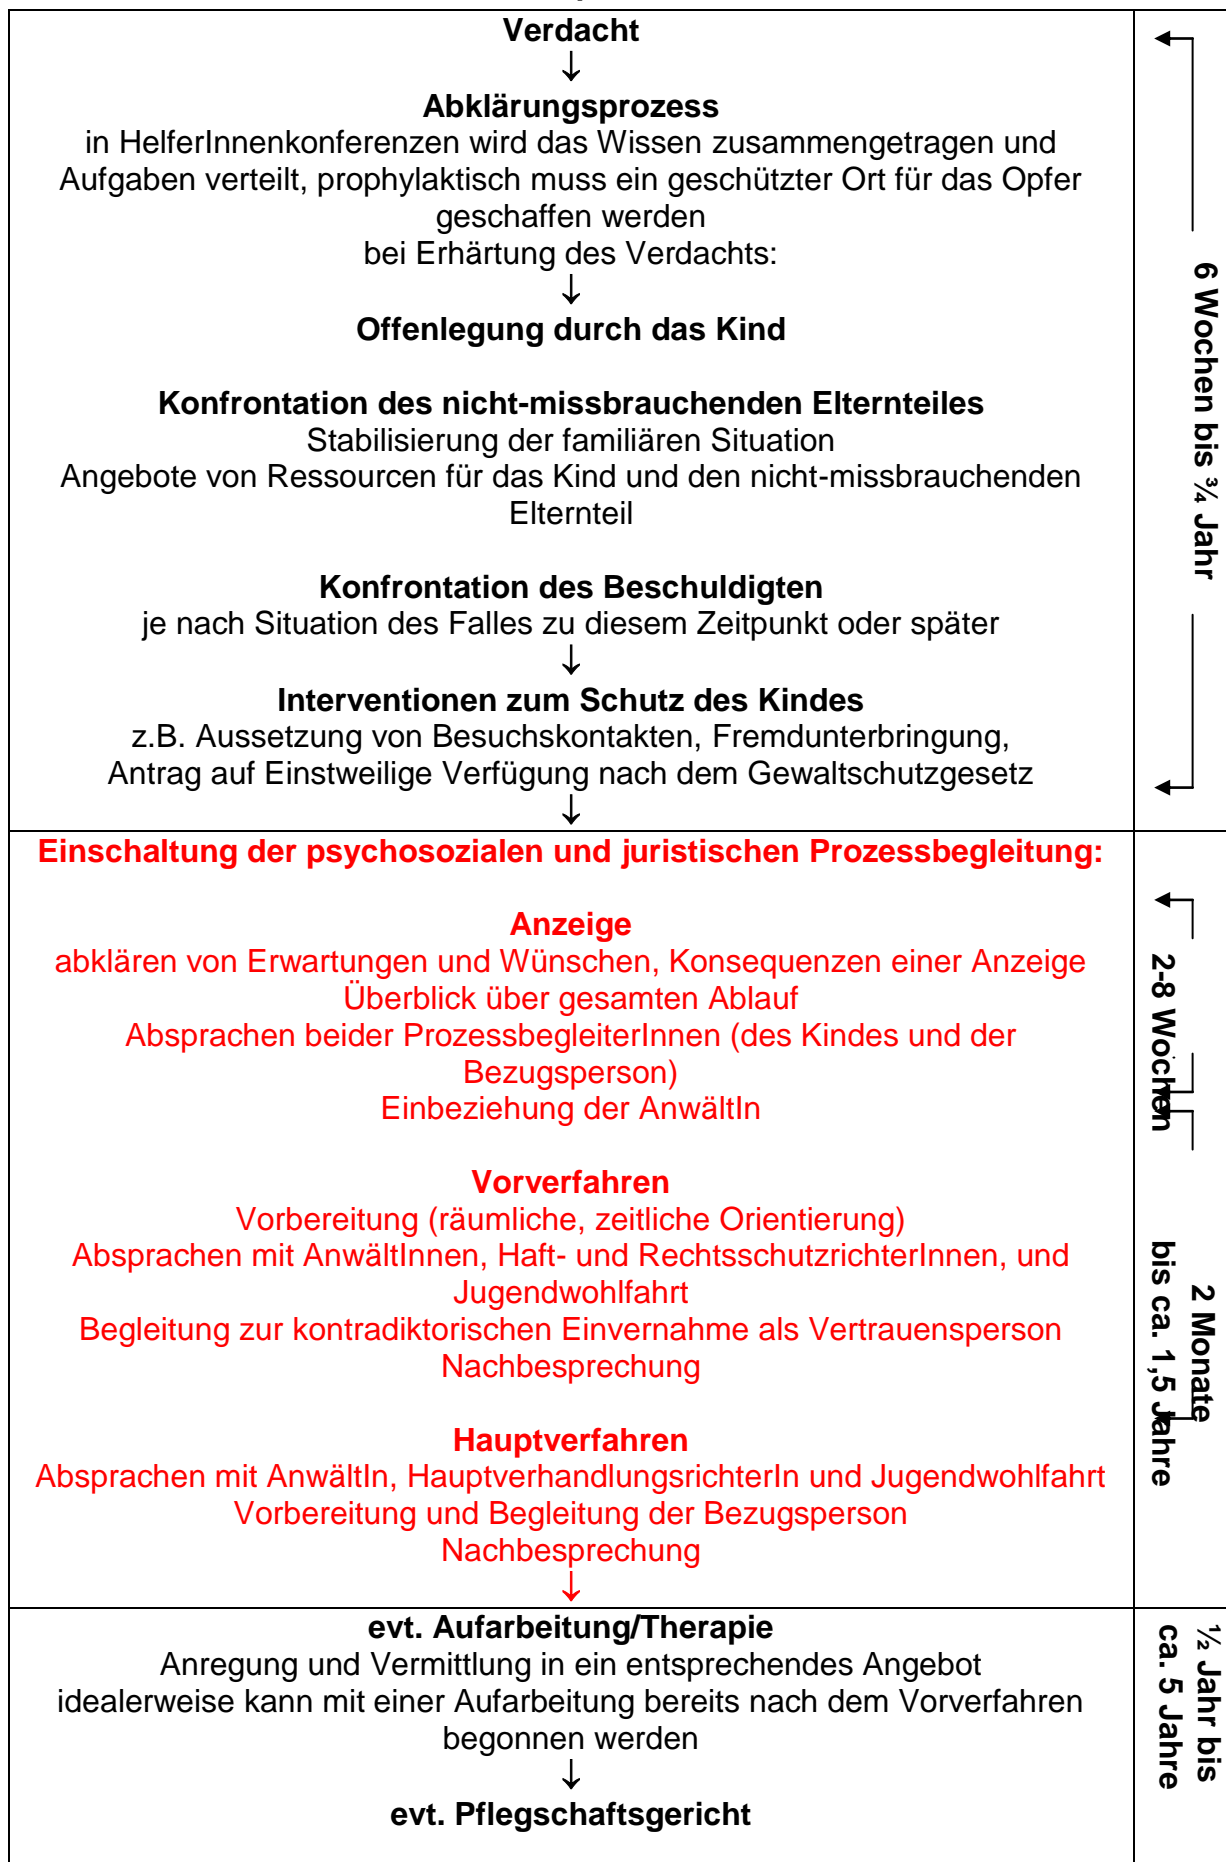 Verdacht
↓
Abklärungsprozess
in HelferInnenkonferenzen wird das Wissen zusammengetragen und
Aufgaben verteilt, prophylaktisch muss ein geschützter Ort für das Opfer
geschaffen werden
bei Erhärtung des Verdachts:
↓
Offenlegung durch das Kind
Konfrontation des nicht-missbrauchenden Elternteiles
Stabilisierung der familiären Situation
Angebote von Ressourcen für das Kind und den nicht-missbrauchenden
Elternteil
Konfrontation des Beschuldigten
je nach Situation des Falles zu diesem Zeitpunkt oder später
↓
Interventionen zum Schutz des Kindes
z.B. Aussetzung von Besuchskontakten, Fremdunterbringung,
Antrag auf Einstweilige Verfügung nach dem Gewaltschutzgesetz
↓
6 Wochen bis ¾ Jahr
Einschaltung der psychosozialen und juristischen Prozessbegleitung:
Anzeige
abklären von Erwartungen und Wünschen, Konsequenzen einer Anzeige
Überblick über gesamten Ablauf
Absprachen beider ProzessbegleiterInnen (des Kindes und der
Bezugsperson)
Einbeziehung der AnwältIn
Vorverfahren
Vorbereitung (räumliche, zeitliche Orientierung)
Absprachen mit AnwältInnen, Haft- und RechtsschutzrichterInnen, und
Jugendwohlfahrt
Begleitung zur kontradiktorischen Einvernahme als Vertrauensperson
Nachbesprechung
Hauptverfahren
Absprachen mit AnwältIn, HauptverhandlungsrichterIn und Jugendwohlfahrt
Vorbereitung und Begleitung der Bezugsperson
Nachbesprechung
↓
2-8 Wochen
2 Monate
bis ca. 1,5 Jahre
evt. Aufarbeitung/Therapie
Anregung und Vermittlung in ein entsprechendes Angebot
idealerweise kann mit einer Aufarbeitung bereits nach dem Vorverfahren
begonnen werden
↓
evt. Pflegschaftsgericht
½ Jahr bis
ca. 5 Jahre